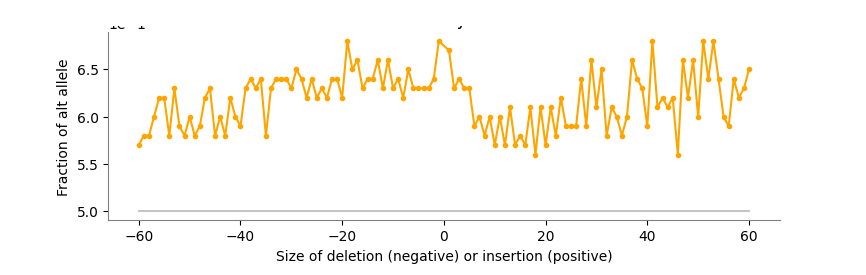 6.5
6.0
5.5
5.0
Fraction of alt allele
−60 −40 −20 0 20 40 60
Size of deletion (negative) or insertion (positive)